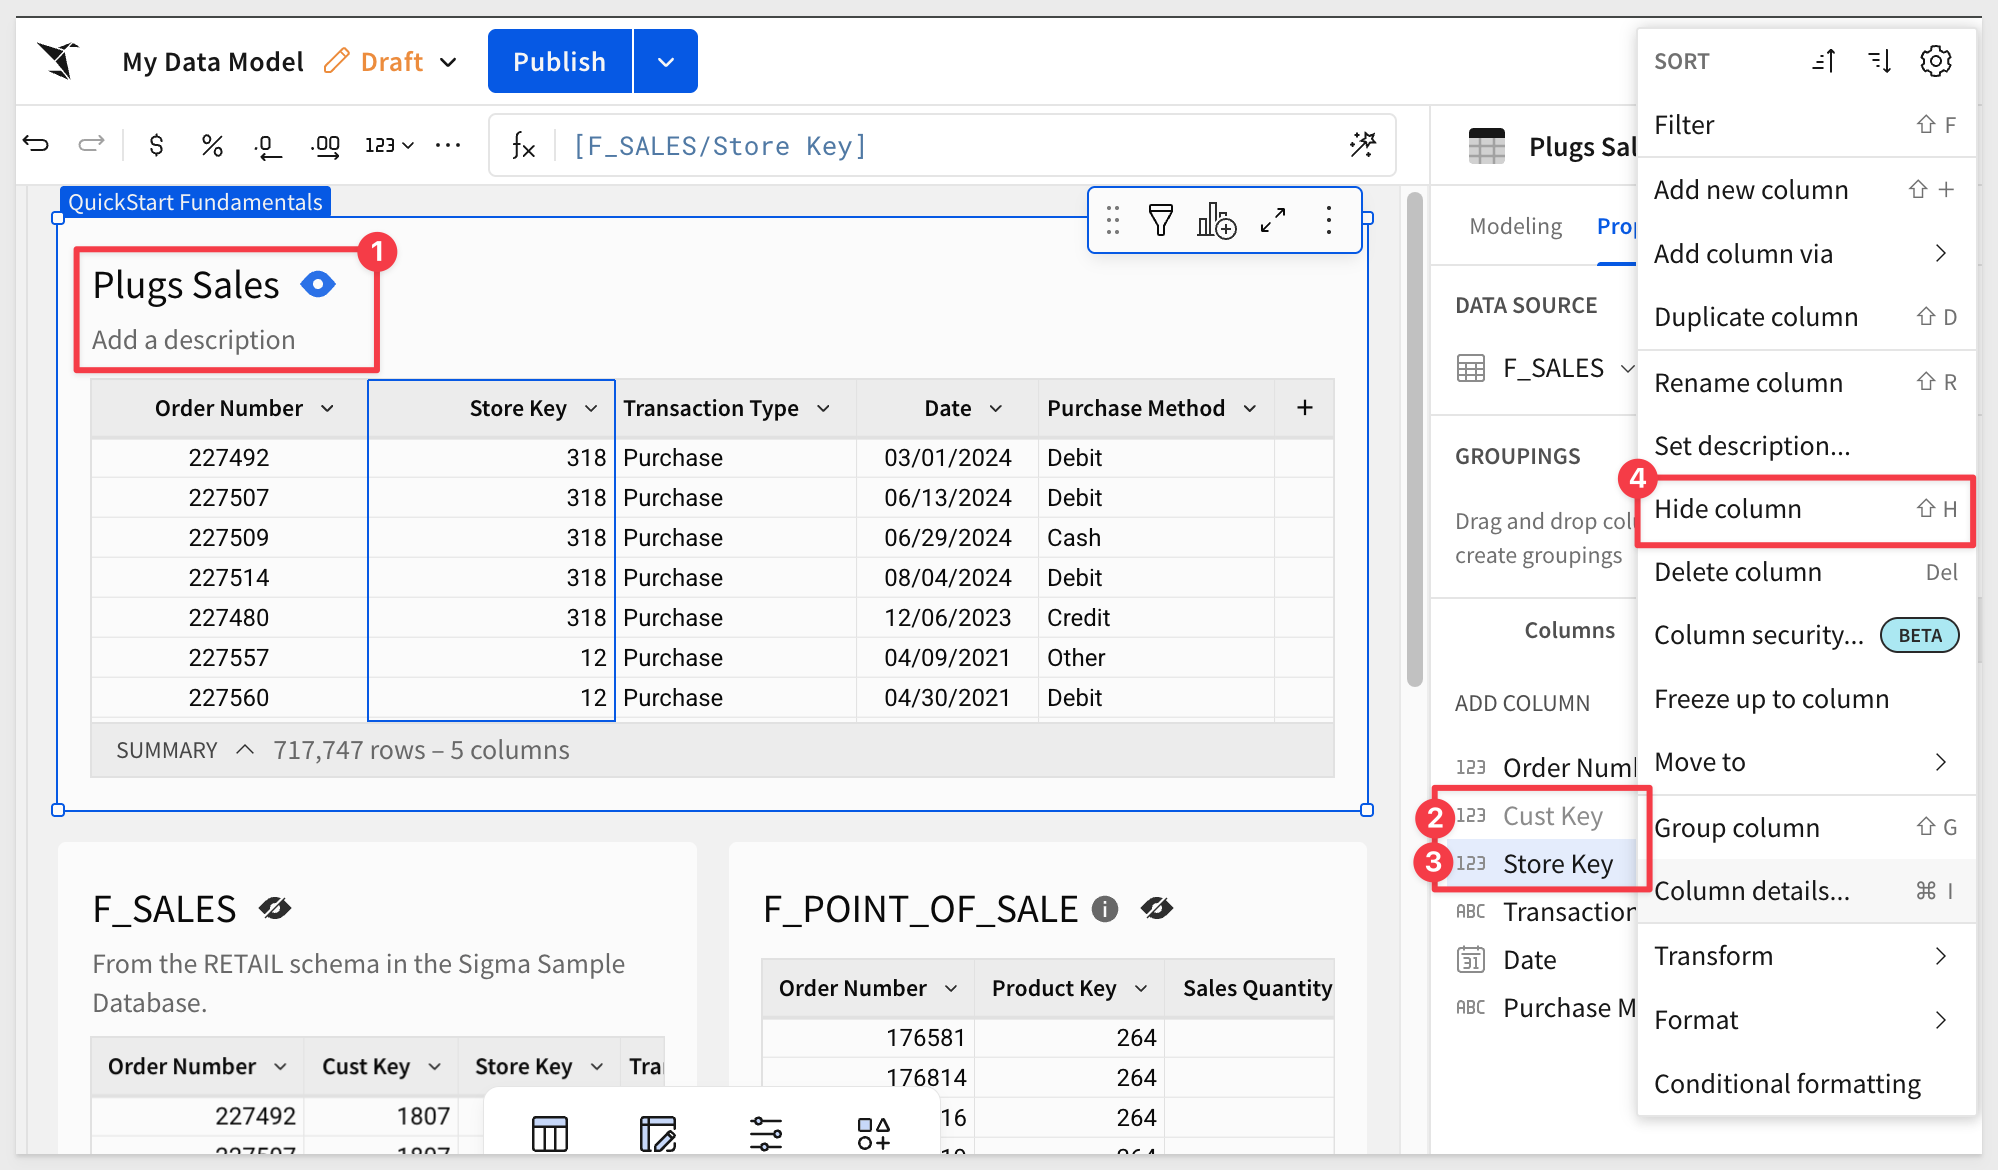 My Data Model Draft Publish
$ % .0 .00 123 ... fx [F_SALES/Store Key]
QuickStart Fundamentals
1
Plugs Sales
Add a description
Order Number Store Key Transaction Type Date Purchase Method +
227492 318 Purchase 03/01/2024 Debit
227507 318 Purchase 06/13/2024 Debit
227509 318 Purchase 06/29/2024 Cash
227514 318 Purchase 08/04/2024 Debit
227480 318 Purchase 12/06/2023 Credit
227557 12 Purchase 04/09/2021 Other
227560 12 Purchase 04/30/2021 Debit
SUMMARY 717,747 rows – 5 columns
F_SALES
From the RETAIL schema in the Sigma Sample
Database.
Order Number Cust Key Store Key Tra
227492 1807
F_POINT_OF_SALE
Order Number Product Key Sales Quantity
176581 264
176814 264
16 264
Plugs Sal
Modeling Prop
DATA SOURCE
F_SALES
GROUPINGS
Drag and drop colu
create groupings
Columns
ADD COLUMN
123 Order Num
2 123 Cust Key
3 123 Store Key
ABC Transaction
31 Date
ABC Purchase M
SORT
Filter ⇧ F
Add new column ⇧ +
Add column via
Duplicate column ⇧ D
Rename column ⇧ R
Set description...
4
Hide column ⇧ H
Delete column Del
Column security... BETA
Freeze up to column
Move to
Group column ⇧ G
Column details... ⌘ I
Transform
Format
Conditional formatting